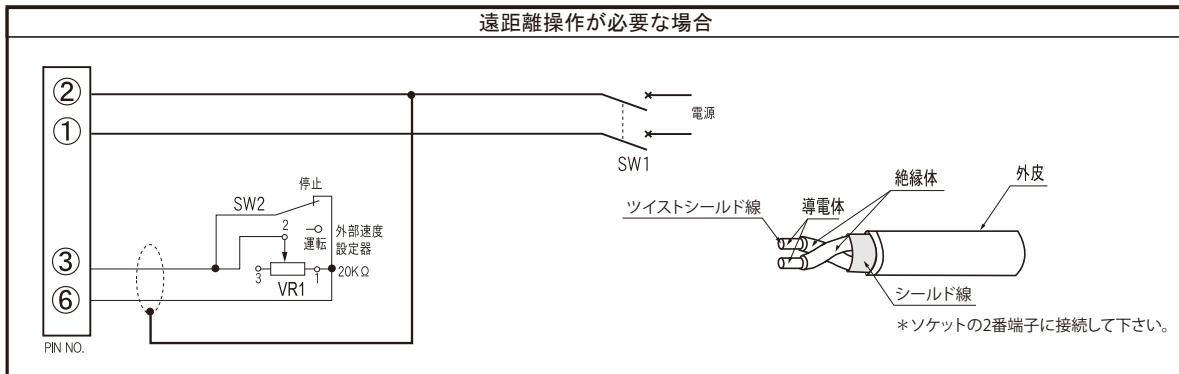 遠距離操作が必要な場合
②
電源
①
SW1
停止
SW2
外部速度
設定器
2
運転
③
3
1
20KΩ
VR1
⑥
PIN NO.
外皮
絶縁体
導電体
ツイストシールド線
シールド線
＊ソケットの2番端子に接続して下さい。